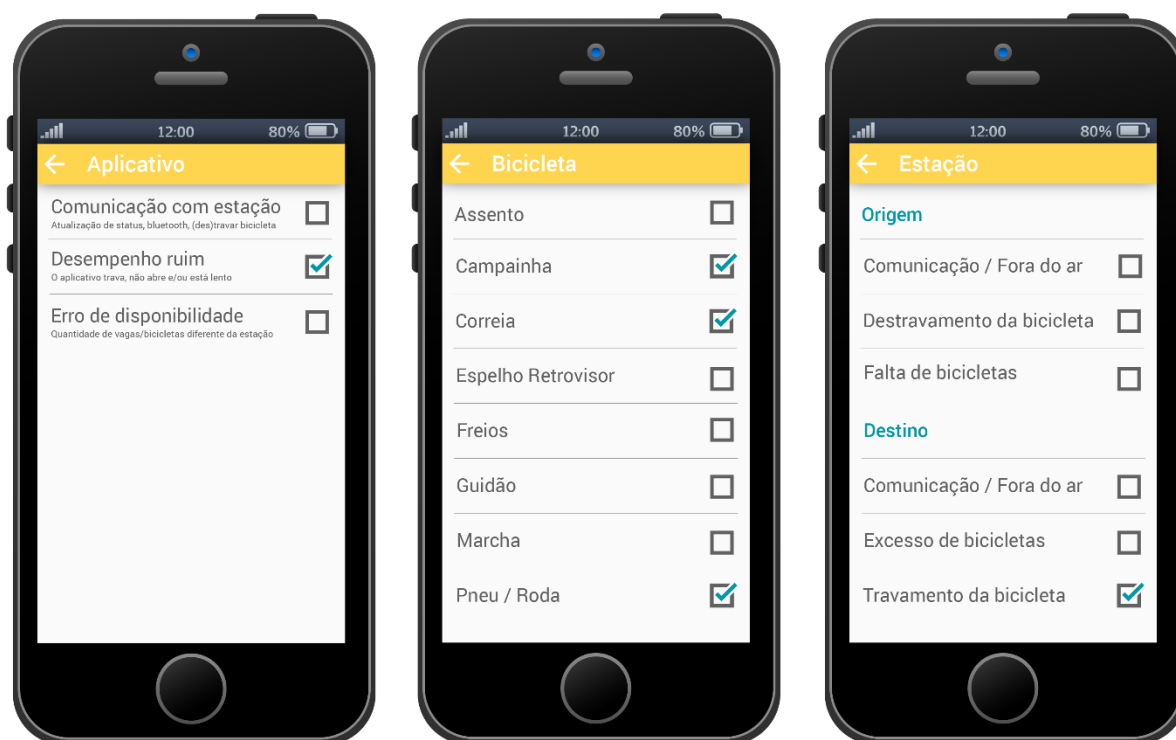 12:00 80%
Aplicativo
Comunicação com estação
Atualização de status, bluetooth, (des)travar bicicleta
Desempenho ruim
O aplicativo trava, não abre e/ou está lento
Erro de disponibilidade
Quantidade de vagas/bicicletas diferente da estação
12:00 80%
Bicicleta
Assento
Campainha
Correia
Espelho Retrovisor
Freios
Guidão
Marcha
Pneu / Roda
12:00 80%
Estação
Origem
Comunicação / Fora do ar
Destravamento da bicicleta
Falta de bicicletas
Destino
Comunicação / Fora do ar
Excesso de bicicletas
Travamento da bicicleta